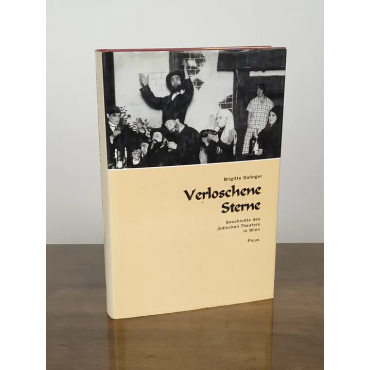 Brigitte Dalinger
Verloschene
Sterne
Geschichte des
jüdischen Theaters
in Wien
Picus